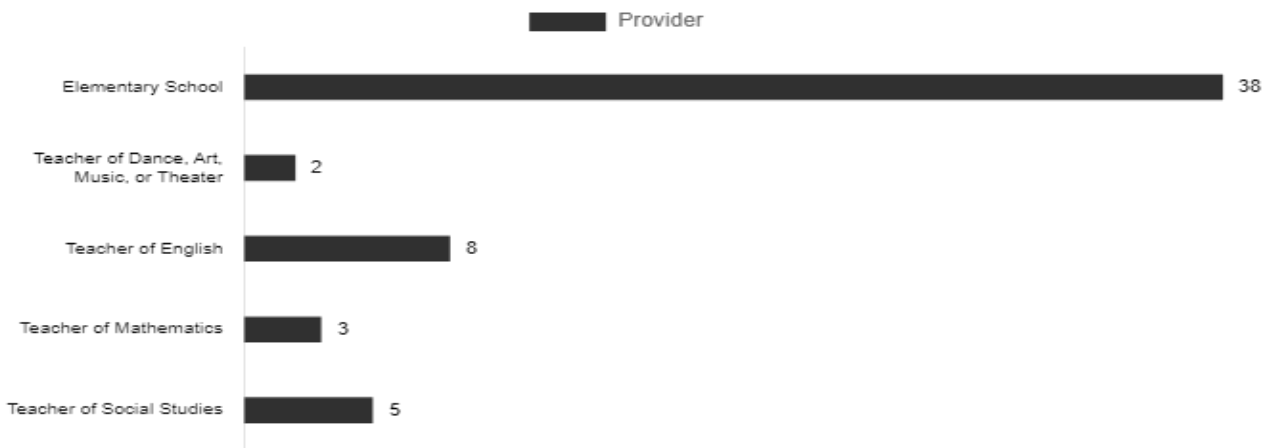 Provider
Elementary School
38
Teacher of Dance, Art,
Music, or Theater
2
Teacher of English
8
Teacher of Mathematics
3
Teacher of Social Studies
5